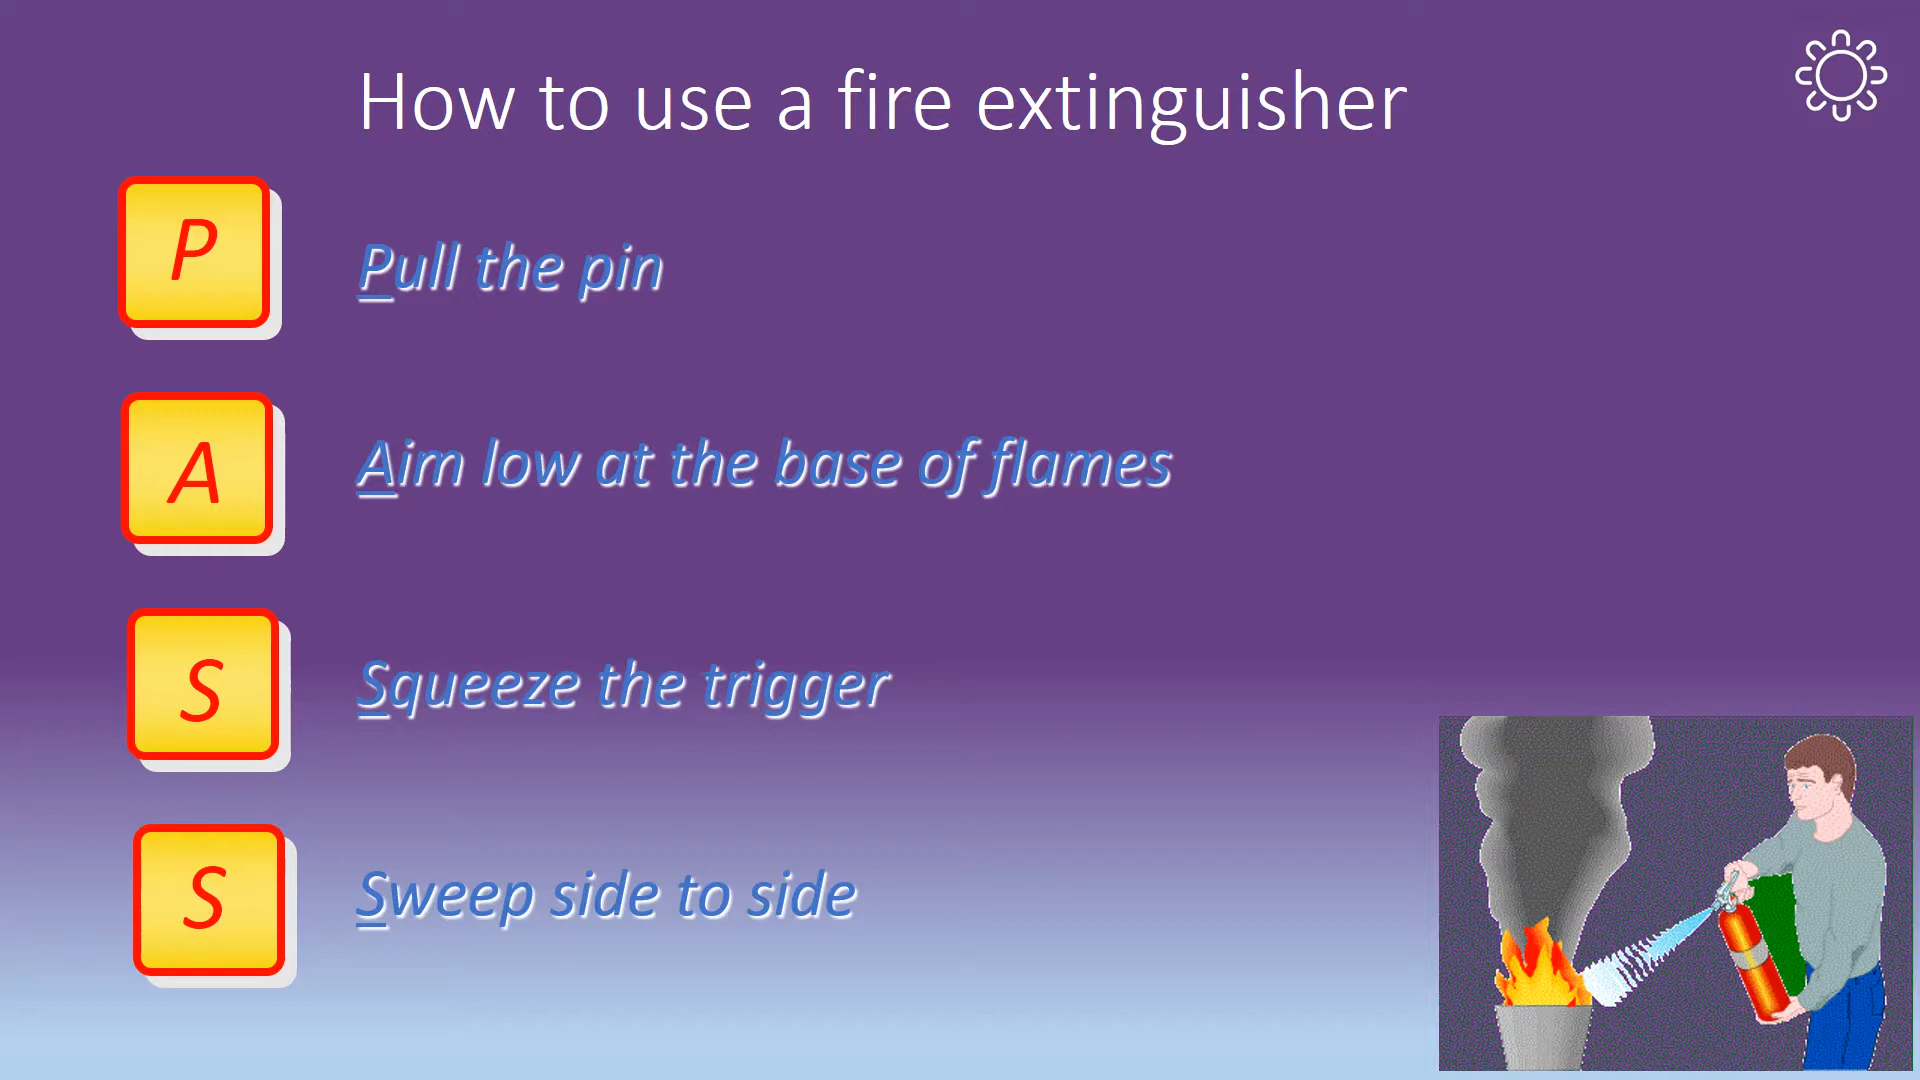 How to use a fire extinguisher
P
Pull the pin
A
Aim low at the base of flames
S
Squeeze the trigger
S
Sweep side to side